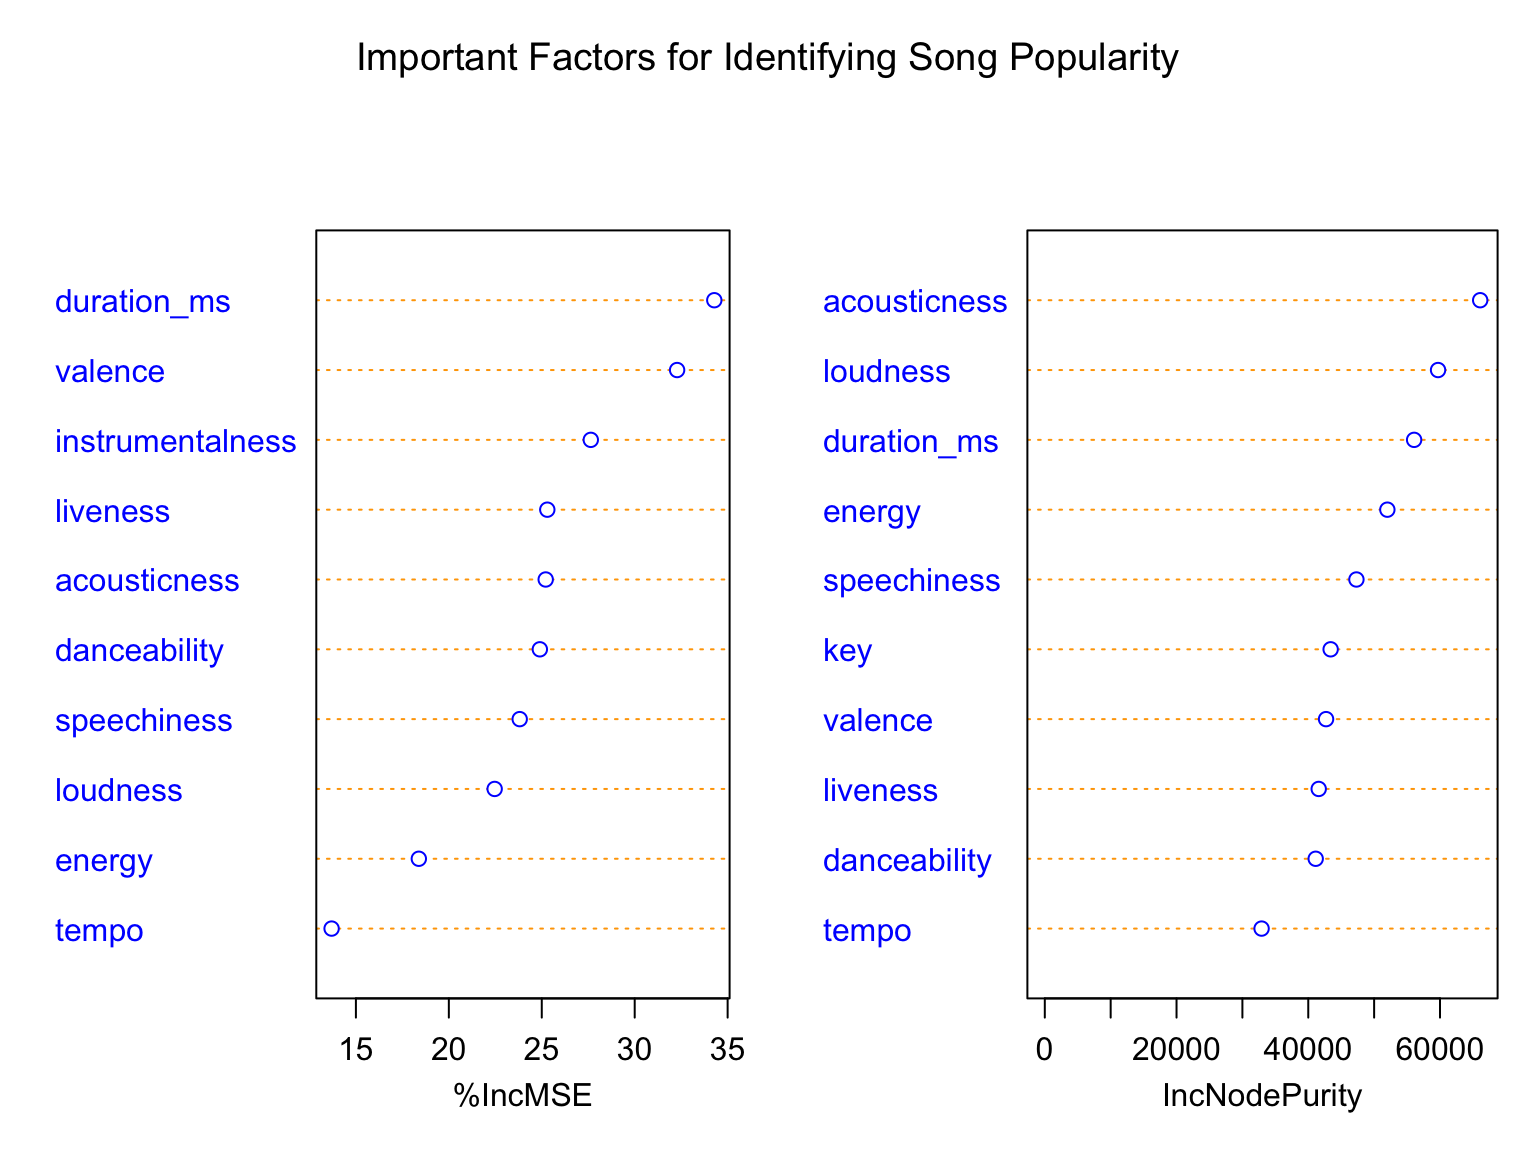 Important Factors for Identifying Song Popularity
duration_ms
valence
instrumentalness
liveness
acousticness
danceability
speechiness
loudness
energy
tempo
15 20 25 30 35
%IncMSE
acousticness
loudness
duration_ms
energy
speechiness
key
valence
liveness
danceability
tempo
0 20000 40000 60000
IncNodePurity